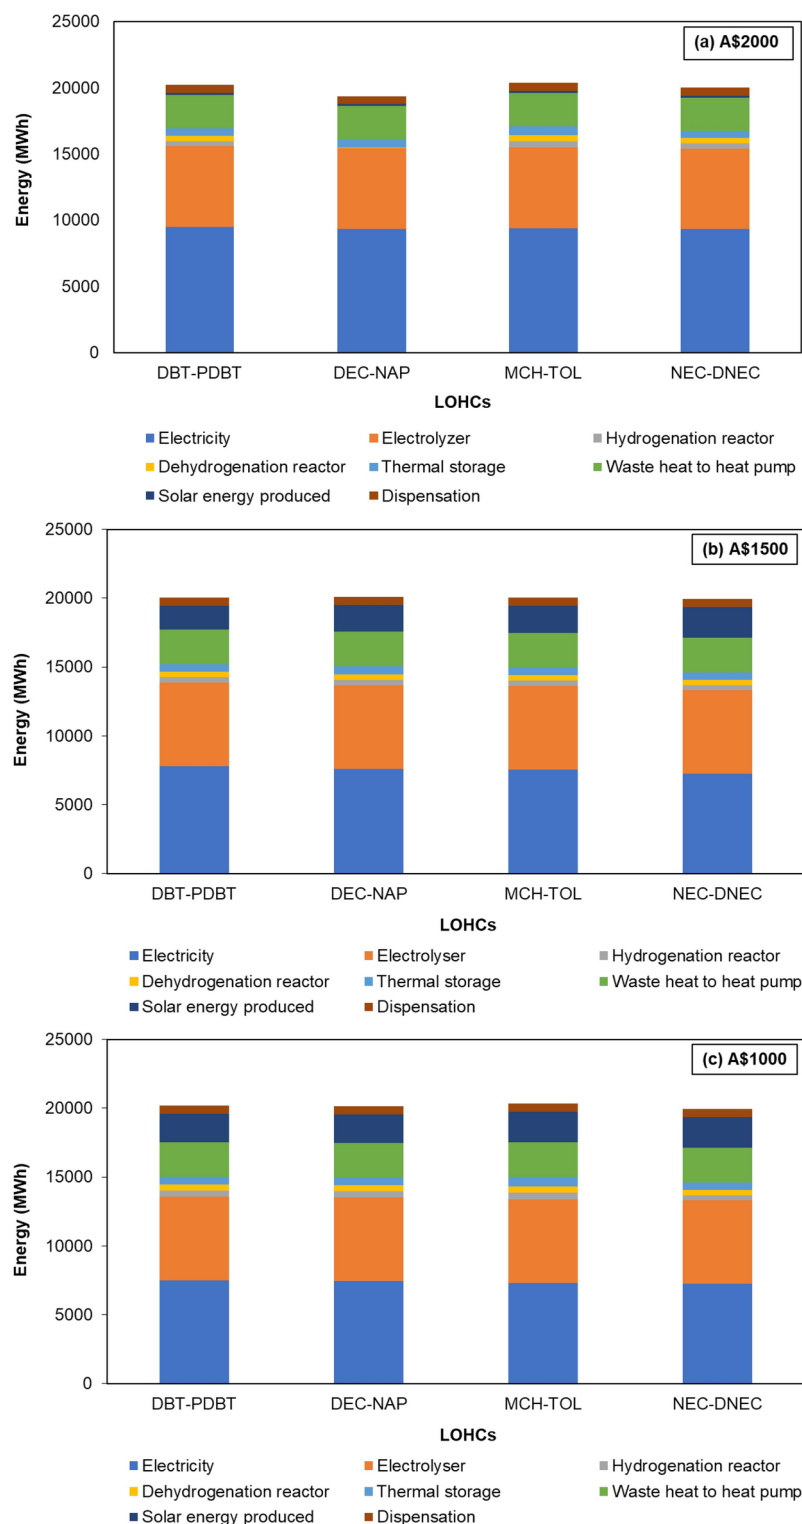 (a) A$2000
Energy (MWh)
25000
20000
15000
10000
5000
0
DBT-PDBT DEC-NAP MCH-TOL NEC-DNEC
LOHCs
Electricity Electrolyzer Hydrogenation reactor
Dehydrogenation reactor Thermal storage Waste heat to heat pump
Solar energy produced Dispensation
(b) A$1500
Energy (MWh)
25000
20000
15000
10000
5000
0
DBT-PDBT DEC-NAP MCH-TOL NEC-DNEC
LOHCs
Electricity Electrolyser Hydrogenation reactor
Dehydrogenation reactor Thermal storage Waste heat to heat pump
Solar energy produced Dispensation
(c) A$1000
Energy (MWh)
25000
20000
15000
10000
5000
0
DBT-PDBT DEC-NAP MCH-TOL NEC-DNEC
LOHCs
Electricity Electrolyser Hydrogenation reactor
Dehydrogenation reactor Thermal storage Waste heat to heat pump
Solar energy produced Dispensation